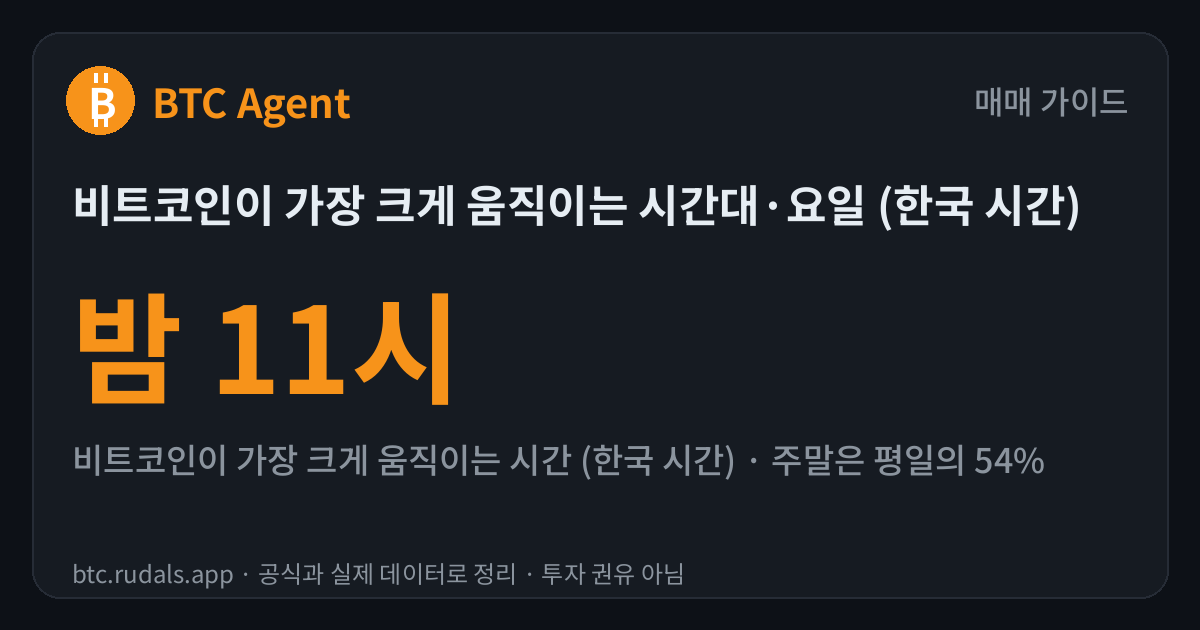 BTC Agent
매매 가이드
비트코인이 가장 크게 움직이는 시간대·요일 (한국 시간)
밤 11시
비트코인이 가장 크게 움직이는 시간 (한국 시간) · 주말은 평일의 54%
btc.rudals.app · 공식과 실제 데이터로 정리 · 투자 권유 아님